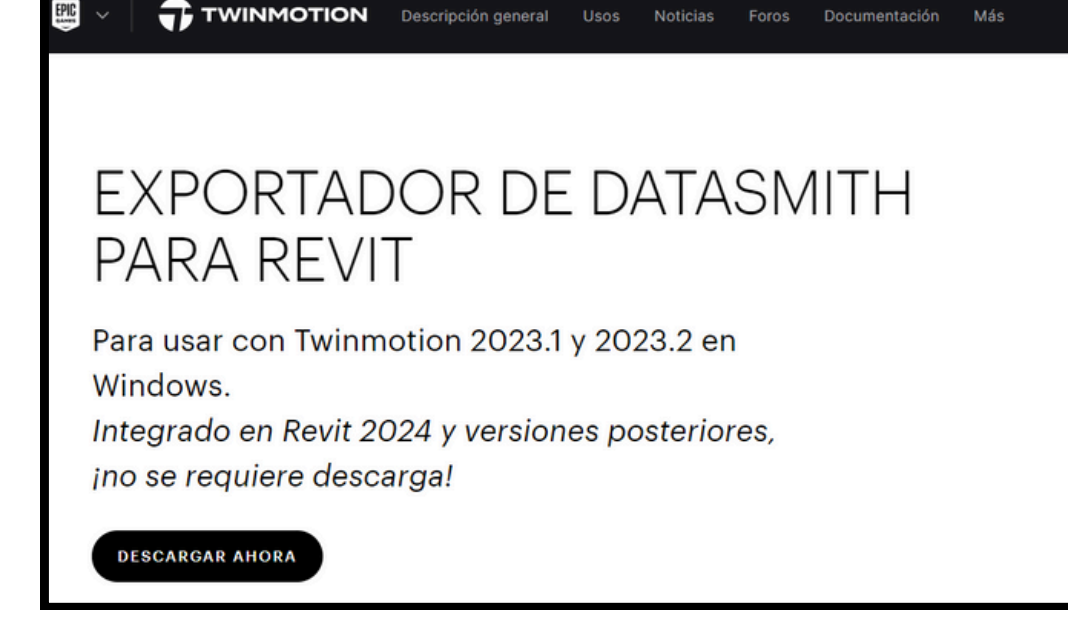 EPIC
GAMES
TWINMOTION Descripción general Usos Noticias Foros Documentación Más
EXPORTADOR DE DATASMITH
PARA REVIT
Para usar con Twinmotion 2023.1 y 2023.2 en
Windows.
Integrado en Revit 2024 y versiones posteriores,
¡no se requiere descarga!
DESCARGAR AHORA